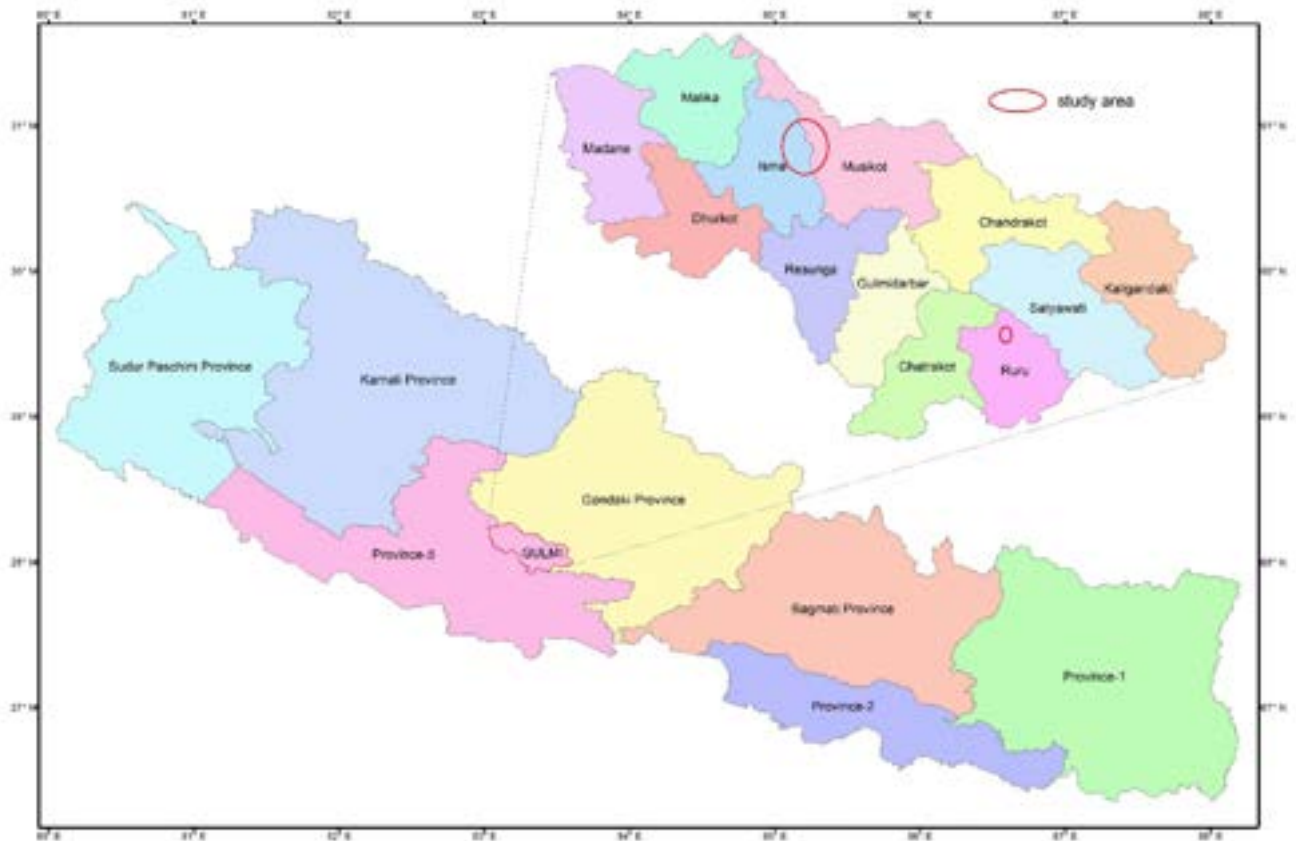 study area
Malika
Madane
Isma
Musikot
Dhurkot
Chandrakot
Resunga
Gulmidarbar
Kaligandaki
Satyawati
Chatrakot
Ruru
Sudur Paschim Province
Karnali Province
Gandaki Province
Province-5
GULMI
Bagmati Province
Province-1
Province-2